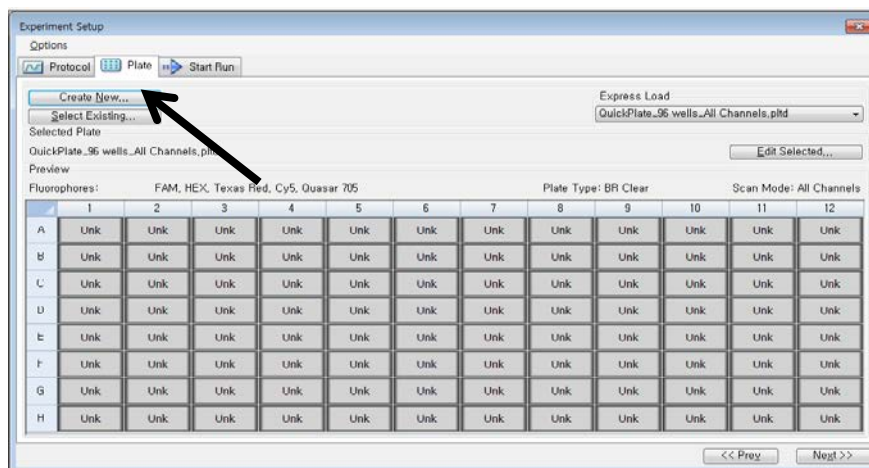 Experiment Setup
Options
Protocol Plate Start Run
Create New... Express Load
Select Existing... QuickPlate_96 wells_All Channels.pltd
Selected Plate
QuickPlate_96 wells_All Channels. Edit Selected...
Preview
Fluorophores: FAM, HEX, Texas Red, Cy5, Quasar 705 Plate Type: BR Clear Scan Mode: All Channels
1 2 3 4 5 6 7 8 9 10 11 12
A Unk Unk Unk Unk Unk Unk Unk Unk Unk Unk Unk Unk
B Unk Unk Unk Unk Unk Unk Unk Unk Unk Unk Unk Unk
C Unk Unk Unk Unk Unk Unk Unk Unk Unk Unk Unk Unk
D Unk Unk Unk Unk Unk Unk Unk Unk Unk Unk Unk Unk
E Unk Unk Unk Unk Unk Unk Unk Unk Unk Unk Unk Unk
F Unk Unk Unk Unk Unk Unk Unk Unk Unk Unk Unk Unk
G Unk Unk Unk Unk Unk Unk Unk Unk Unk Unk Unk Unk
H Unk Unk Unk Unk Unk Unk Unk Unk Unk Unk Unk Unk
<< Prev Next >>